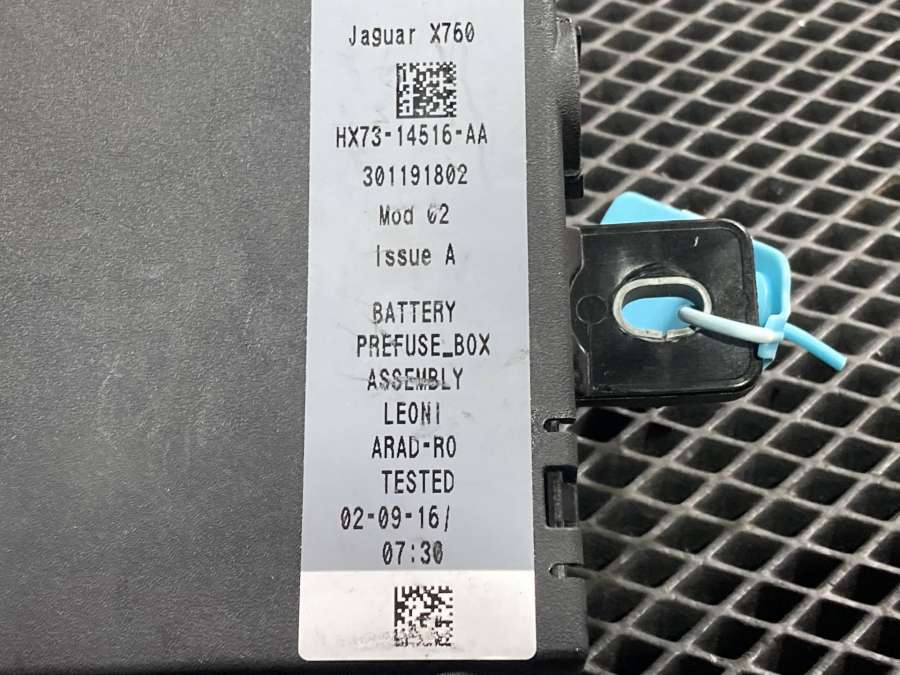 Jaguar X760
HX73-14516-AA
301191802
Mod 02
Issue A
BATTERY
PREFUSE_BOX
ASSEMBLY
LEONI
ARAD-RO
TESTED
02-09-16/
07:30